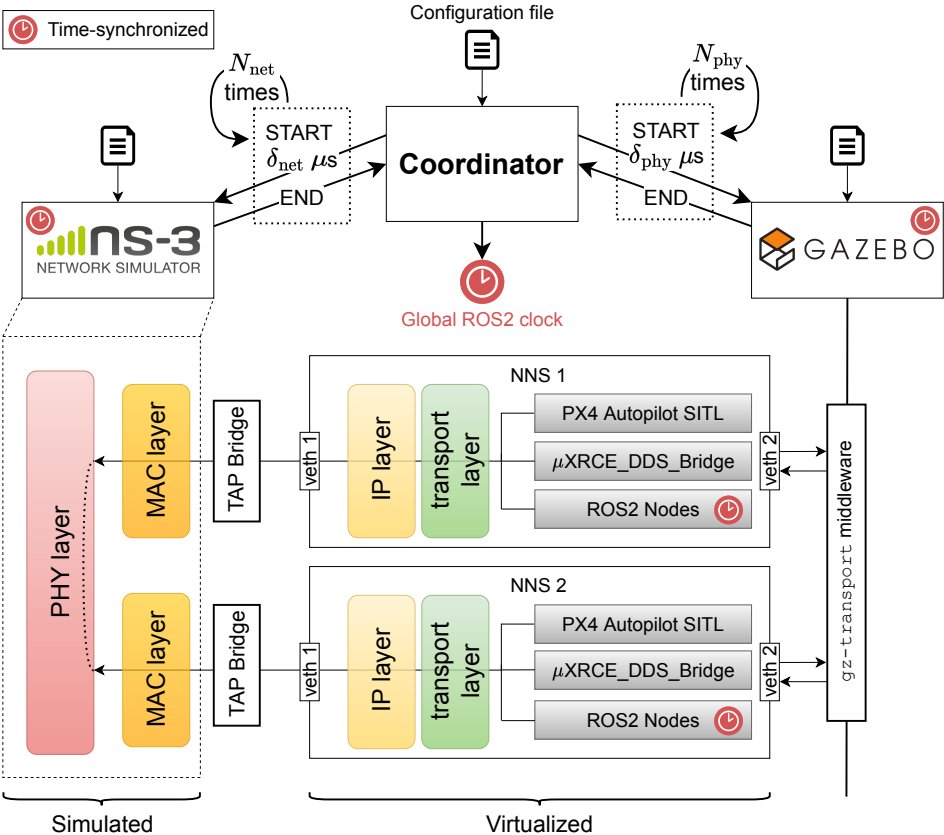 Time-synchronized
Configuration file
N_net
times
N_phy
times
START
δ_net μs
END
Coordinator
START
δ_phy μs
END
NS-3
NETWORK SIMULATOR
GAZEBO
Global ROS2 clock
PHY layer
MAC layer
TAP Bridge
NNS 1
veth 1
IP layer
transport
layer
PX4 Autopilot SITL
μXRCE_DDS_Bridge
ROS2 Nodes
veth 2
gz-transport middleware
MAC layer
TAP Bridge
NNS 2
veth 1
IP layer
transport
layer
PX4 Autopilot SITL
μXRCE_DDS_Bridge
ROS2 Nodes
veth 2
Simulated
Virtualized